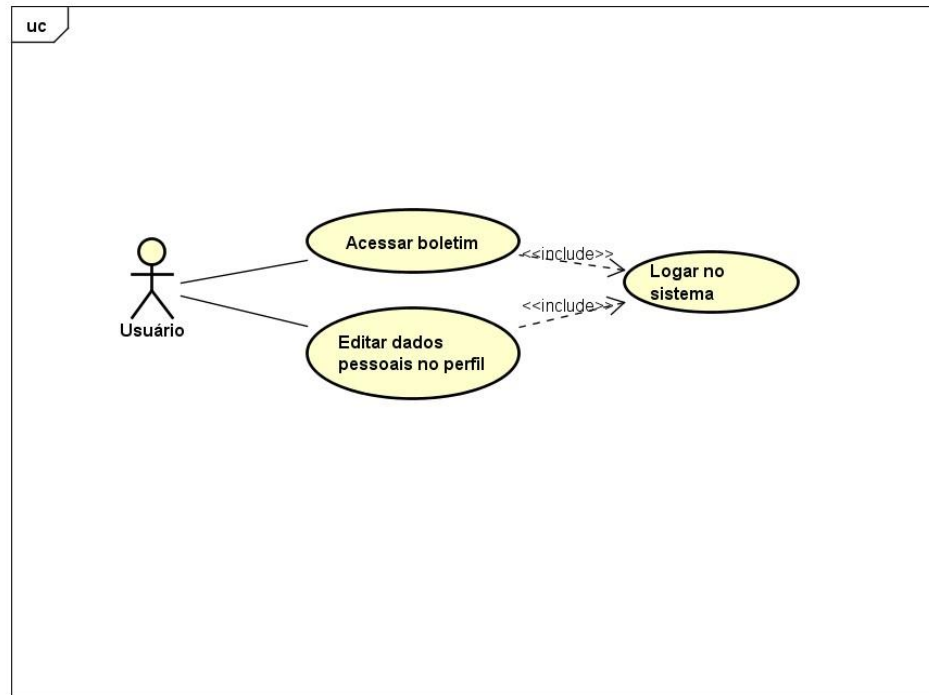 uc
Acessar boletim
<<include>>
Logar no
sistema
<<include>>
Usuário
Editar dados
pessoais no perfil